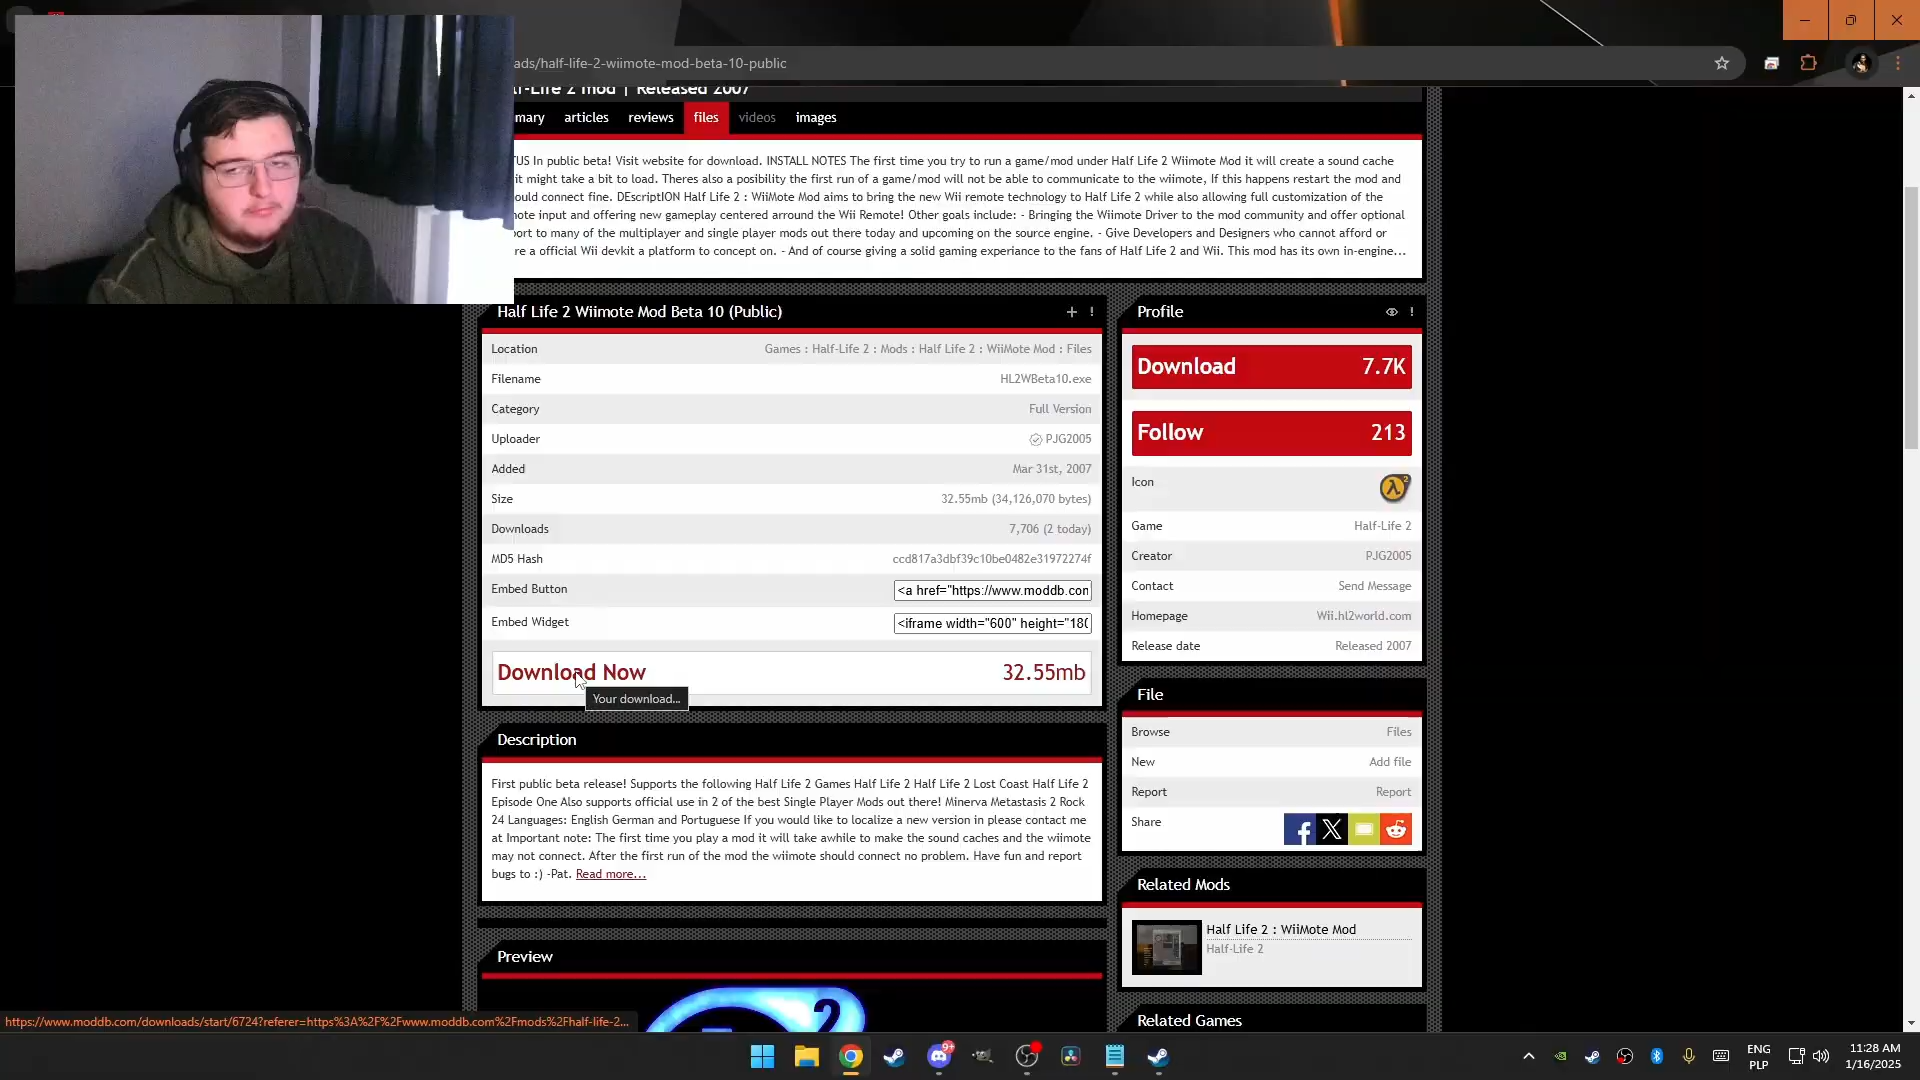 ads/half-life-2-wiimote-mod-beta-10-public
lf-Life 2 mod | Released 2007
mary articles reviews files videos images
TUS In public beta! Visit website for download. INSTALL NOTES The first time you try to run a game/mod under Half Life 2 Wiimote Mod it will create a sound cache
it might take a bit to load. Theres also a posibility the first run of a game/mod will not be able to communicate to the wiimote, If this happens restart the mod and
ould connect fine. DEscriptION Half Life 2 : WiiMote Mod aims to bring the new Wii remote technology to Half Life 2 while also allowing full customization of the
ote input and offering new gameplay centered arround the Wii Remote! Other goals include: - Bringing the Wiimote Driver to the mod community and offer optional
ort to many of the multiplayer and single player mods out there today and upcoming on the source engine. - Give Developers and Designers who cannot afford or
re a official Wii devkit a platform to concept on. - And of course giving a solid gaming experiance to the fans of Half Life 2 and Wii. This mod has its own in-engine...
Half Life 2 Wiimote Mod Beta 10 (Public)
Location Games : Half-Life 2 : Mods : Half Life 2 : WiiMote Mod : Files
Filename HL2WBeta10.exe
Category Full Version
Uploader PJG2005
Added Mar 31st, 2007
Size 32.55mb (34,126,070 bytes)
Downloads 7,706 (2 today)
MD5 Hash ccd817a3dbf39c10be0482e31972274f
Embed Button <a href="https://www.moddb.con
Embed Widget <iframe width="600" height="180
Download Now 32.55mb
Your download...
Description
First public beta release! Supports the following Half Life 2 Games Half Life 2 Half Life 2 Lost Coast Half Life 2
Episode One Also supports official use in 2 of the best Single Player Mods out there! Minerva Metastasis 2 Rock
24 Languages: English German and Portuguese If you would like to localize a new version in please contact me
at Important note: The first time you play a mod it will take awhile to make the sound caches and the wiimote
may not connect. After the first run of the mod the wiimote should connect no problem. Have fun and report
bugs to :) -Pat. Read more...
Preview
2
Profile
Download 7.7K
Follow 213
Icon
Game Half-Life 2
Creator PJG2005
Contact Send Message
Homepage Wii.hl2world.com
Release date Released 2007
File
Browse Files
New Add file
Report Report
Share
Related Mods
Half Life 2 : WiiMote Mod
Half-Life 2
Related Games
https://www.moddb.com/downloads/start/6724?referer=https%3A%2F%2Fwww.moddb.com%2Fmods%2Fhalf-life-2...
9+
ENG
PLP
11:28 AM
1/16/2025